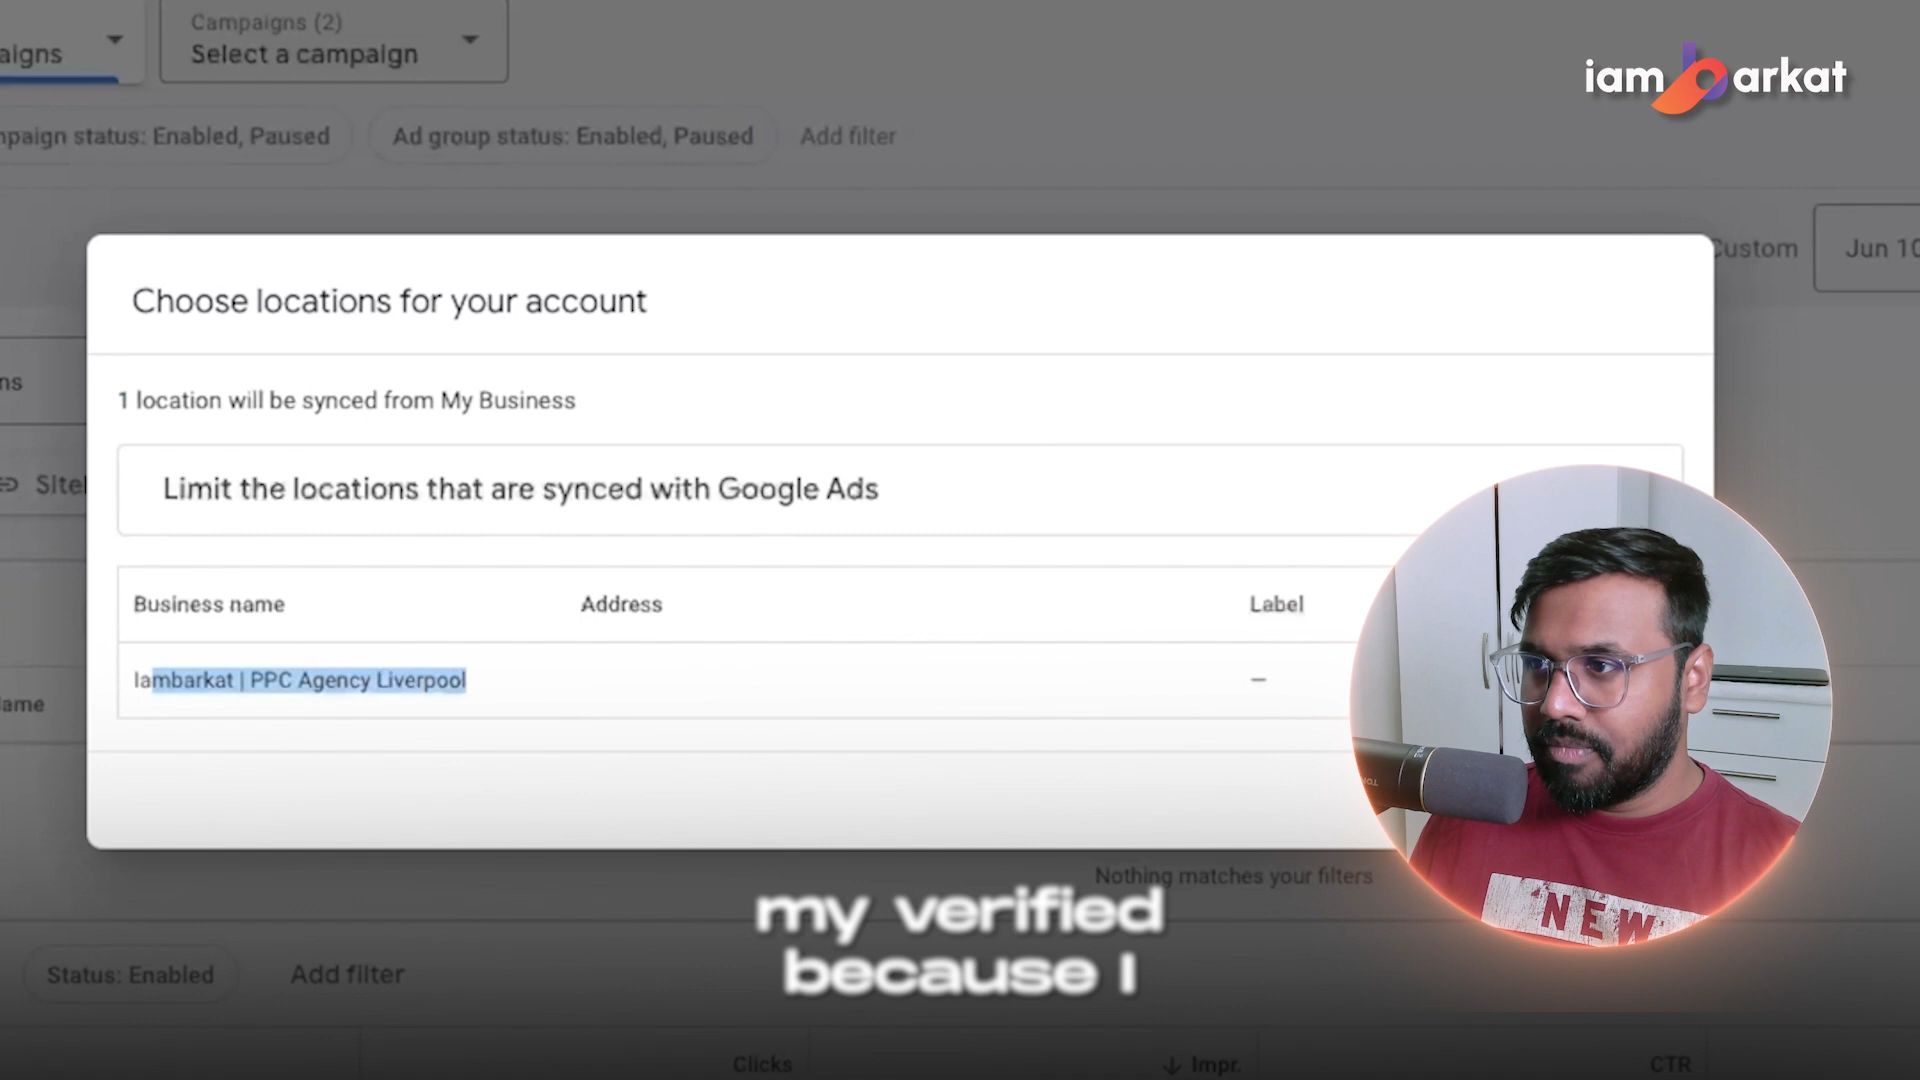 Campaigns (2)
aigns
Select a campaign
iam barkat
paign status: Enabled, Paused
Ad group status: Enabled, Paused
Add filter
Custom
Jun 10
Choose locations for your account
ns
1 location will be synced from My Business
Sitel
Limit the locations that are synced with Google Ads
Business name
Address
Label
Iambarkat | PPC Agency Liverpool
–
ame
Nothing matches your filters
NEW
my verified
because I
Status: Enabled
Add filter
Clicks
Impr.
CTR